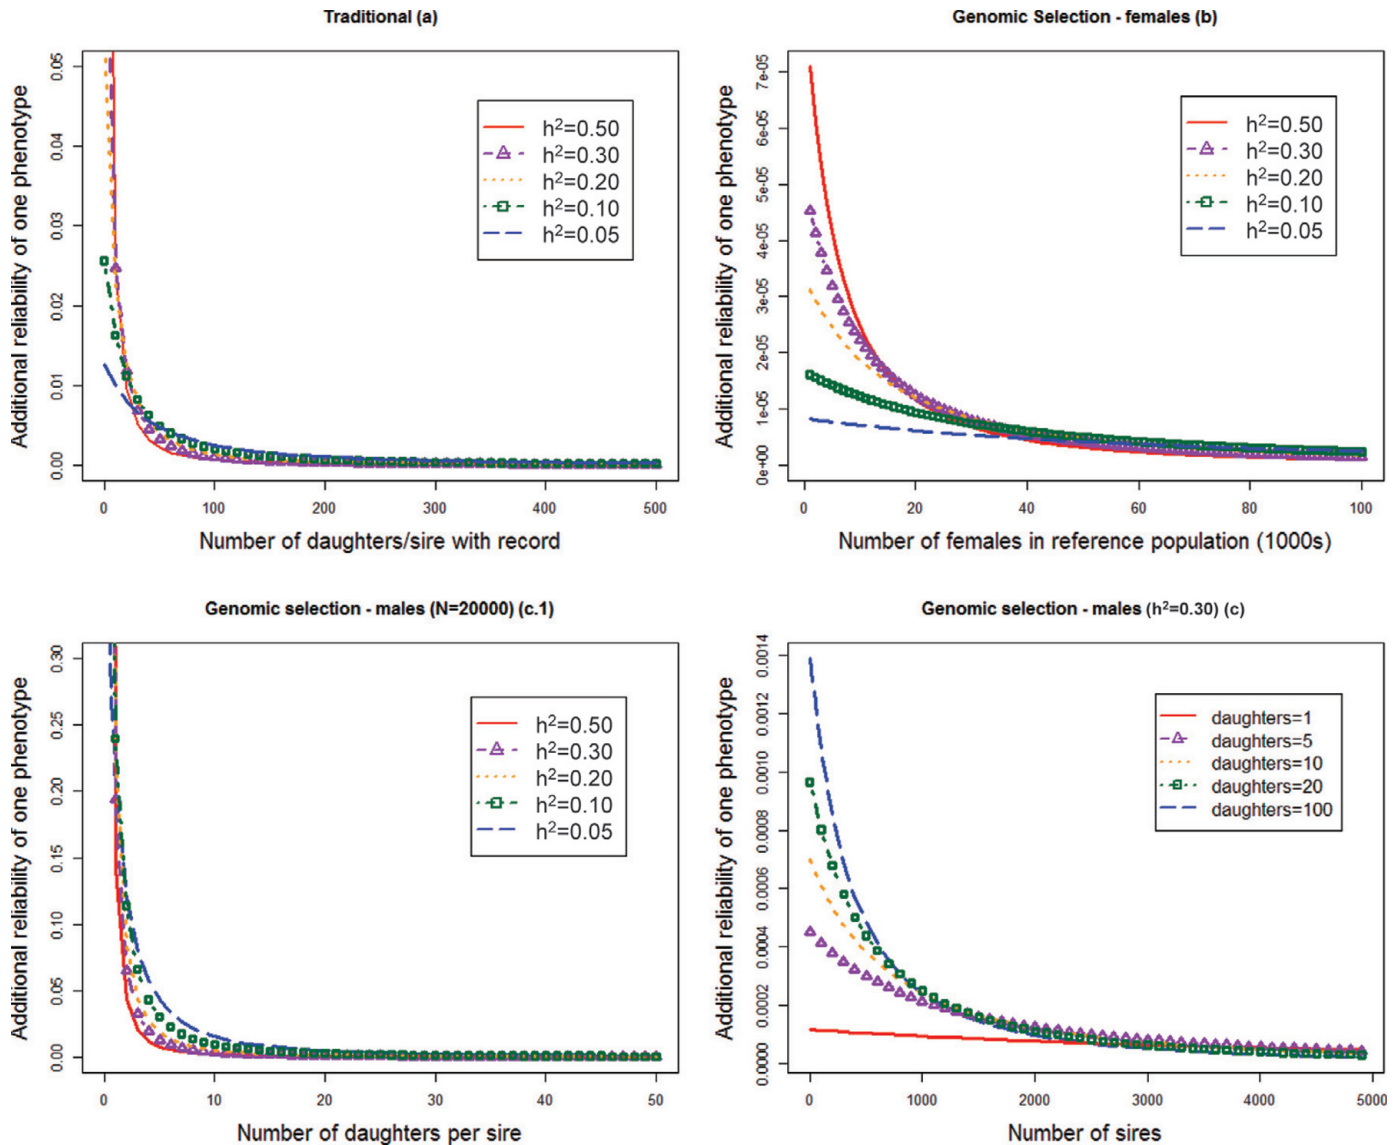 Traditional (a)
Additional reliability of one phenotype
0.05
0.04
0.03
0.02
0.01
0.00
h²=0.50
h²=0.30
h²=0.20
h²=0.10
h²=0.05
0 100 200 300 400 500
Number of daughters/sire with record
Genomic Selection - females (b)
Additional reliability of one phenotype
7e-05
6e-05
5e-05
4e-05
3e-05
2e-05
1e-05
0e+00
h²=0.50
h²=0.30
h²=0.20
h²=0.10
h²=0.05
0 20 40 60 80 100
Number of females in reference population (1000s)
Genomic selection - males (N=20000) (c.1)
Additional reliability of one phenotype
0.30
0.25
0.20
0.15
0.10
0.05
0.00
h²=0.50
h²=0.30
h²=0.20
h²=0.10
h²=0.05
0 10 20 30 40 50
Number of daughters per sire
Genomic selection - males (h²=0.30) (c)
Additional reliability of one phenotype
0.0014
0.0012
0.0010
0.0008
0.0006
0.0004
0.0002
0.0000
daughters=1
daughters=5
daughters=10
daughters=20
daughters=100
0 1000 2000 3000 4000 5000
Number of sires